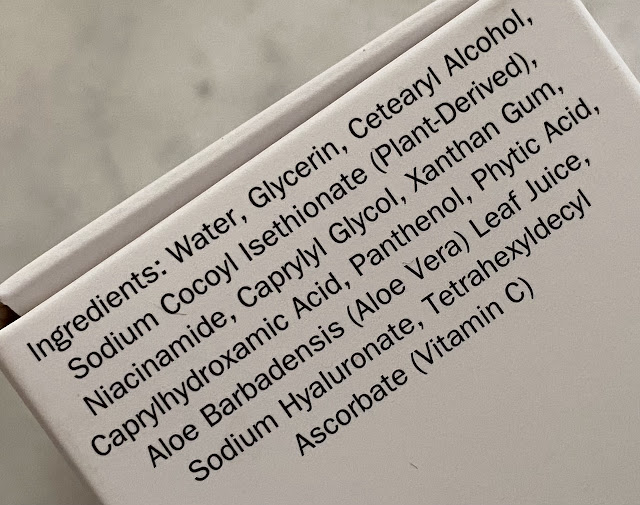 Ingredients: Water, Glycerin, Cetearyl Alcohol,
Sodium Cocoyl Isethionate (Plant-Derived),
Niacinamide, Caprylyl Glycol, Xanthan Gum,
Caprylhydroxamic Acid, Panthenol, Phytic Acid,
Aloe Barbadensis (Aloe Vera) Leaf Juice,
Sodium Hyaluronate, Tetrahexyldecyl
Ascorbate (Vitamin C)